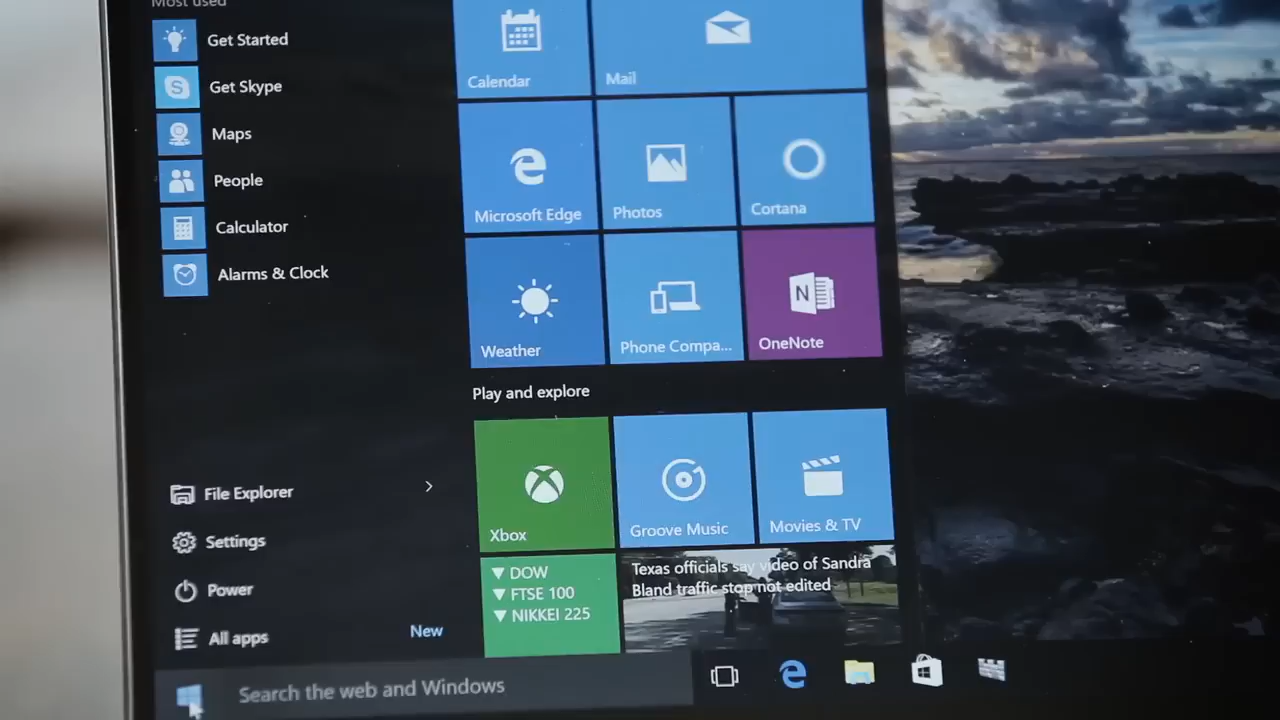 Most used
Get Started
Get Skype
Maps
People
Calculator
Alarms & Clock
File Explorer
Settings
Power
All apps
New
Search the web and Windows
Calendar
Mail
Microsoft Edge
Photos
Cortana
Weather
Phone Compa...
OneNote
Play and explore
Xbox
Groove Music
Movies & TV
▼ DOW
▼ FTSE 100
▼ NIKKEI 225
Texas officials say video of Sandra
Bland traffic stop not edited